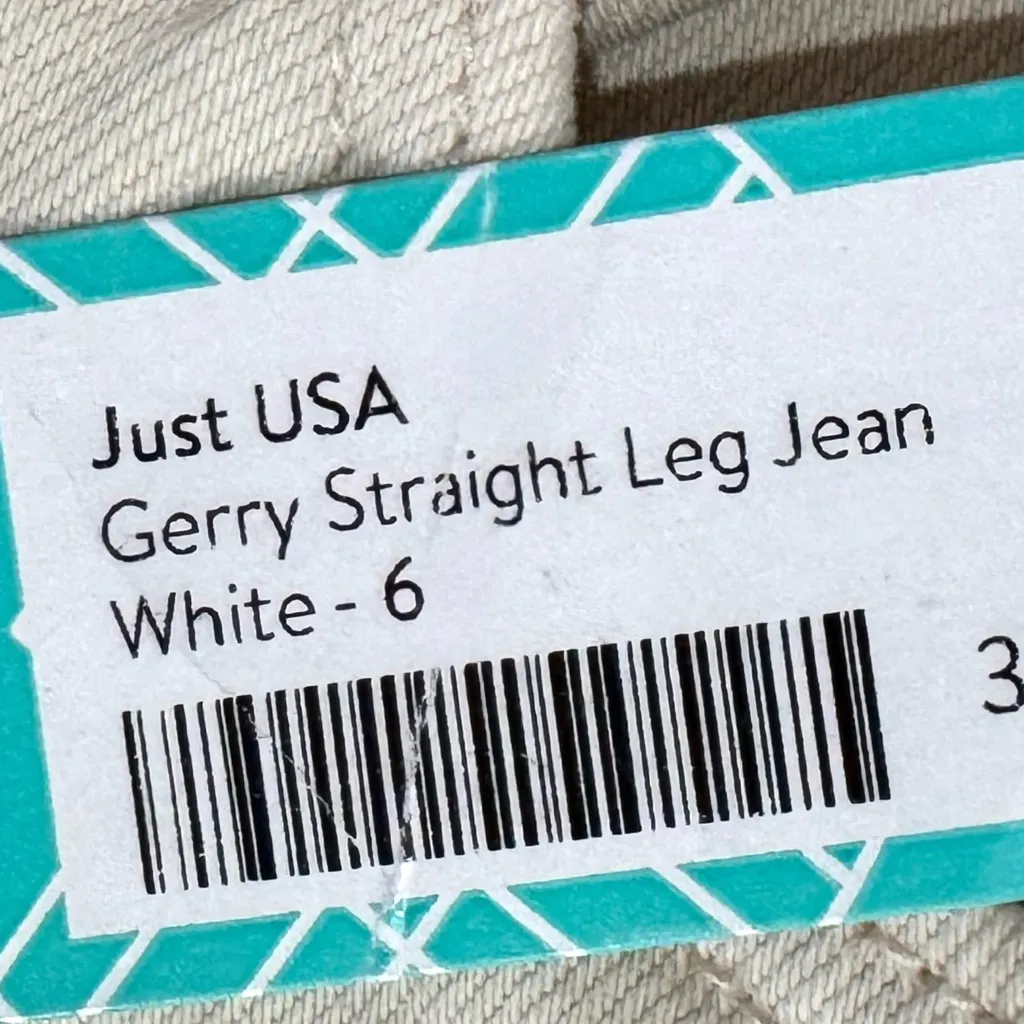 Just USA
Gerry Straight Leg Jean
White - 6
3